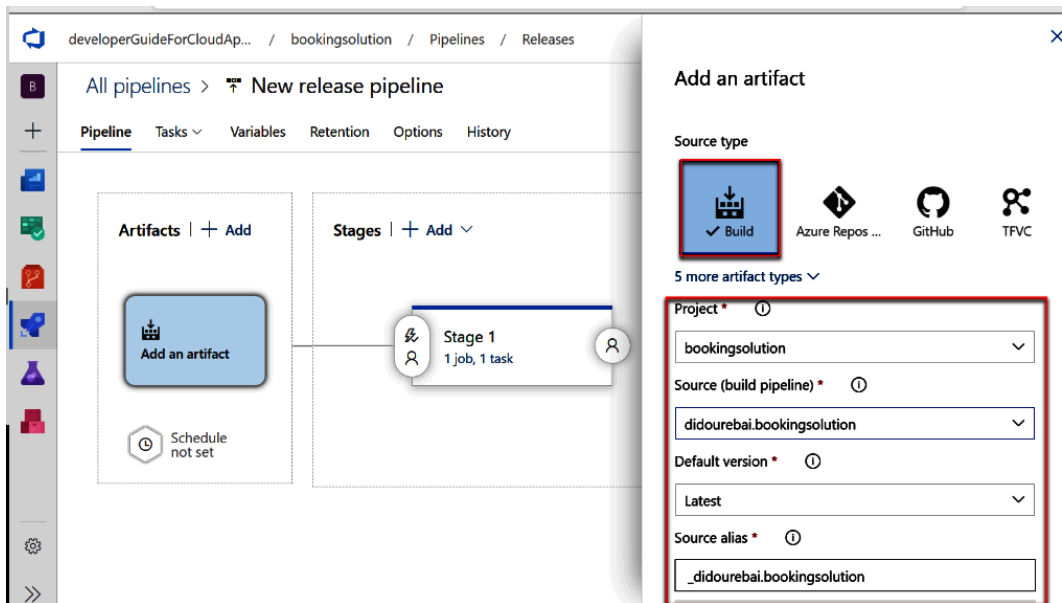 developerGuideForCloudAp... / bookingsolution / Pipelines / Releases
B
All pipelines > New release pipeline
Pipeline Tasks Variables Retention Options History
Artifacts | + Add
Stages | + Add
Add an artifact
Schedule
not set
Stage 1
1 job, 1 task
Add an artifact
Source type
Build
Azure Repos ...
GitHub
TFVC
5 more artifact types
Project *
bookingsolution
Source (build pipeline) *
didourebai.bookingsolution
Default version *
Latest
Source alias *
_didourebai.bookingsolution